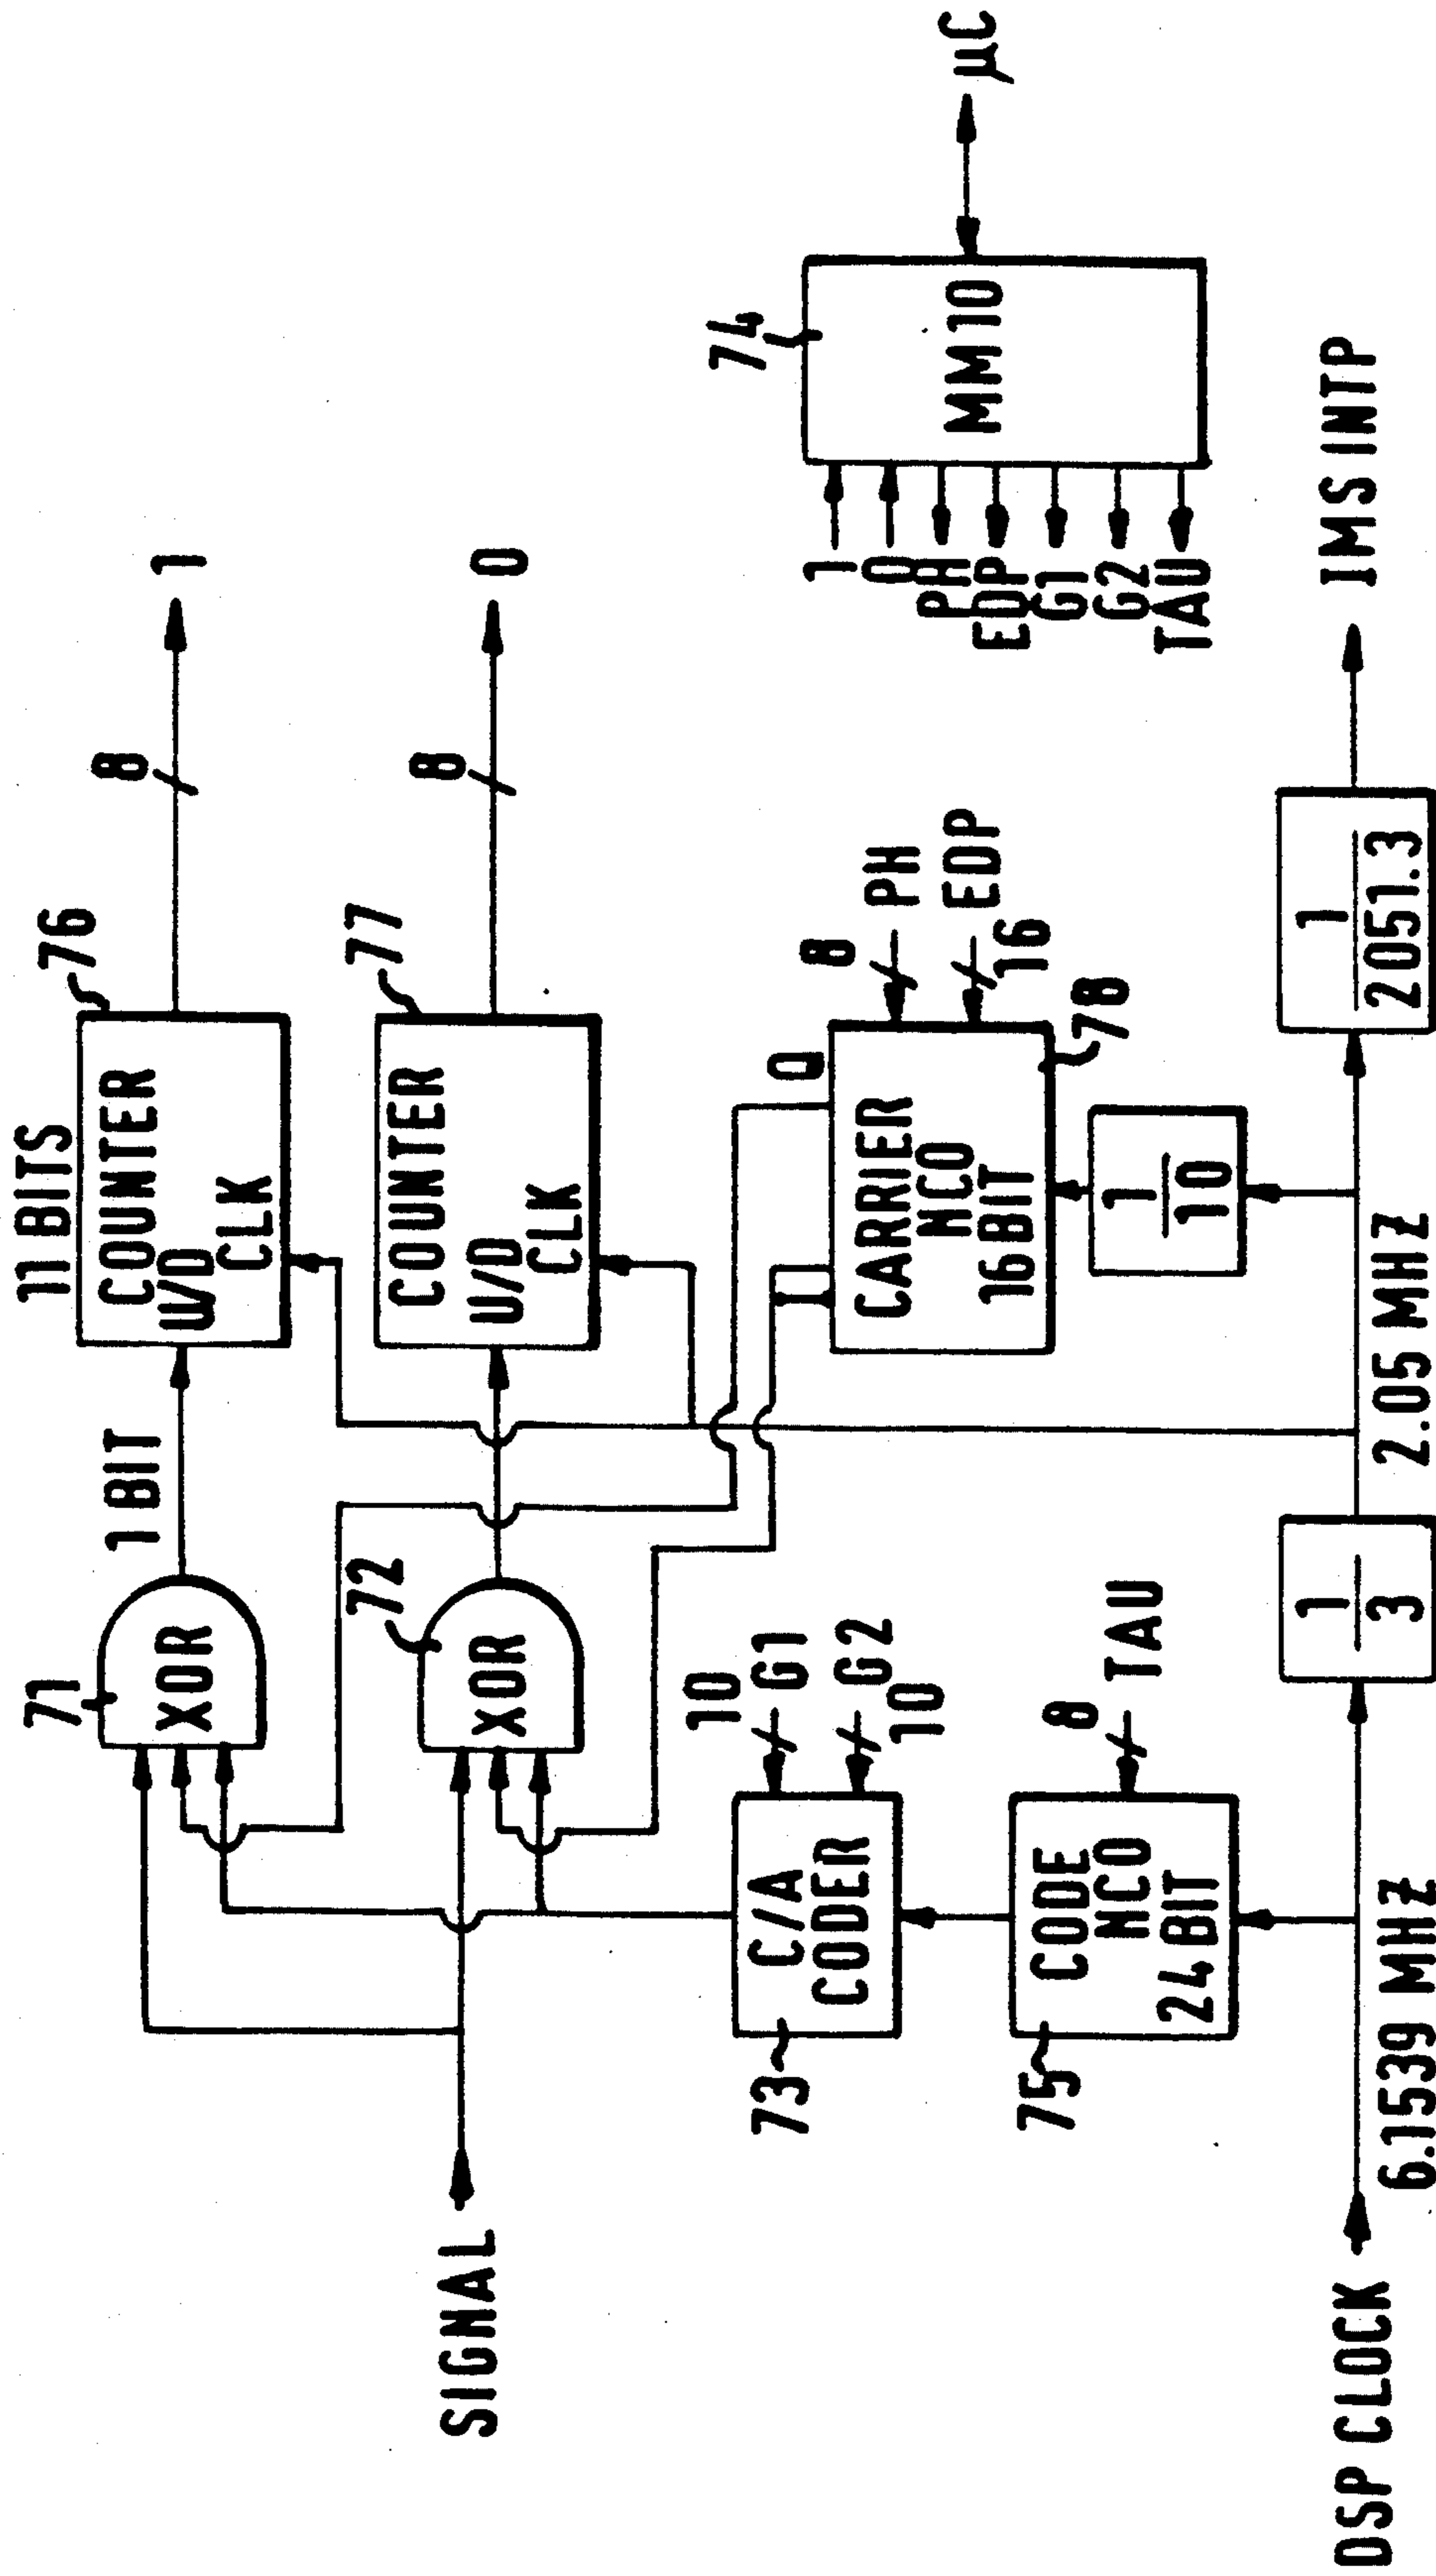 11 BITS
76
71
XOR
1 BIT
COUNTER
U/D
CLK
8
1
72
XOR
77
COUNTER
U/D
CLK
8
0
SIGNAL
73
C/A
CODER
10
G1
G2
10
Q
CARRIER
NCO
16 BIT
78
8
PH
EDP
16
75
CODE
NCO
24 BIT
8
TAU
1
10
74
MM10
1
0
PH
EDP
G1
G2
TAU
µC
DSP CLOCK
6.1539 MHZ
1
3
2.05 MHZ
1
2051.3
1MS INTP